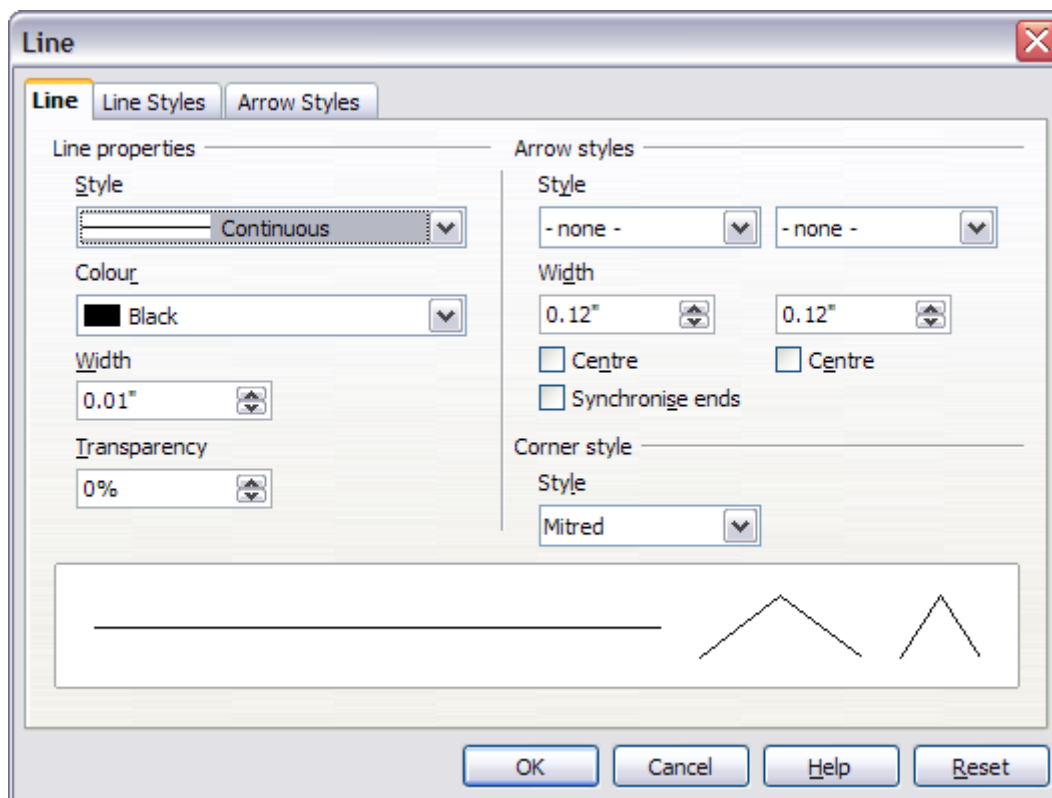 Line
Line Line Styles Arrow Styles
Line properties
Style
Continuous
Colour
Black
Width
0.01"
Transparency
0%
Arrow styles
Style
- none - - none -
Width
0.12" 0.12"
Centre Centre
Synchronise ends
Corner style
Style
Mitred
OK Cancel Help Reset